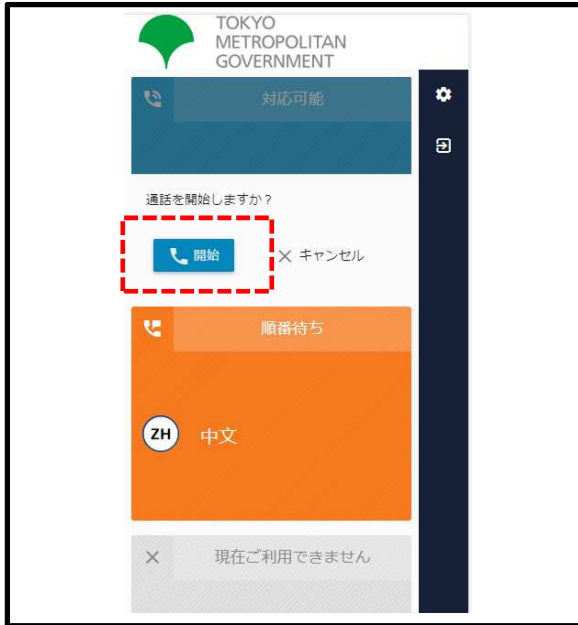 TOKYO
METROPOLITAN
GOVERNMENT
対応可能
通話を開始しますか？
開始
キャンセル
順番待ち
ZH
中文
現在ご利用できません